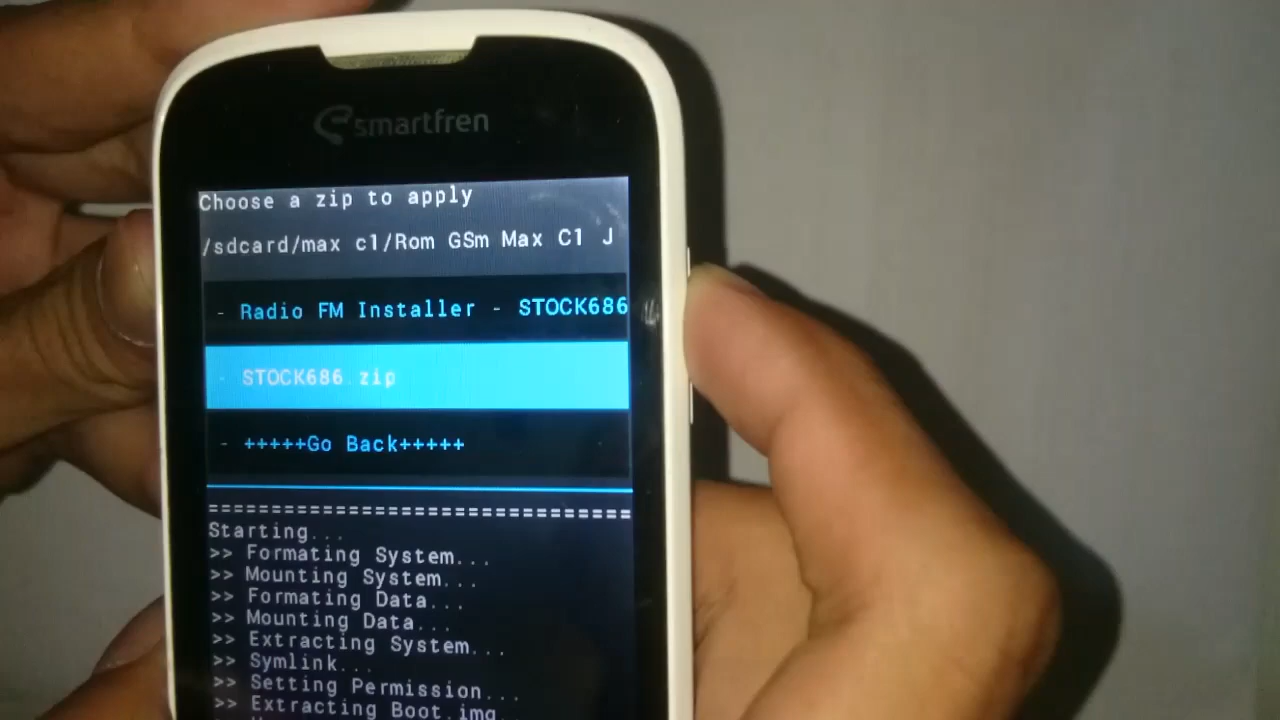 smartfren
Choose a zip to apply
/sdcard/max c1/Rom GSm Max C1 J
- Radio FM Installer - STOCK686
- STOCK686.zip
- +++++Go Back+++++
================================
Starting...
>> Formating System...
>> Mounting System...
>> Formating Data...
>> Mounting Data...
>> Extracting System...
>> Symlink...
>> Setting Permission...
>> Extracting Boot.img